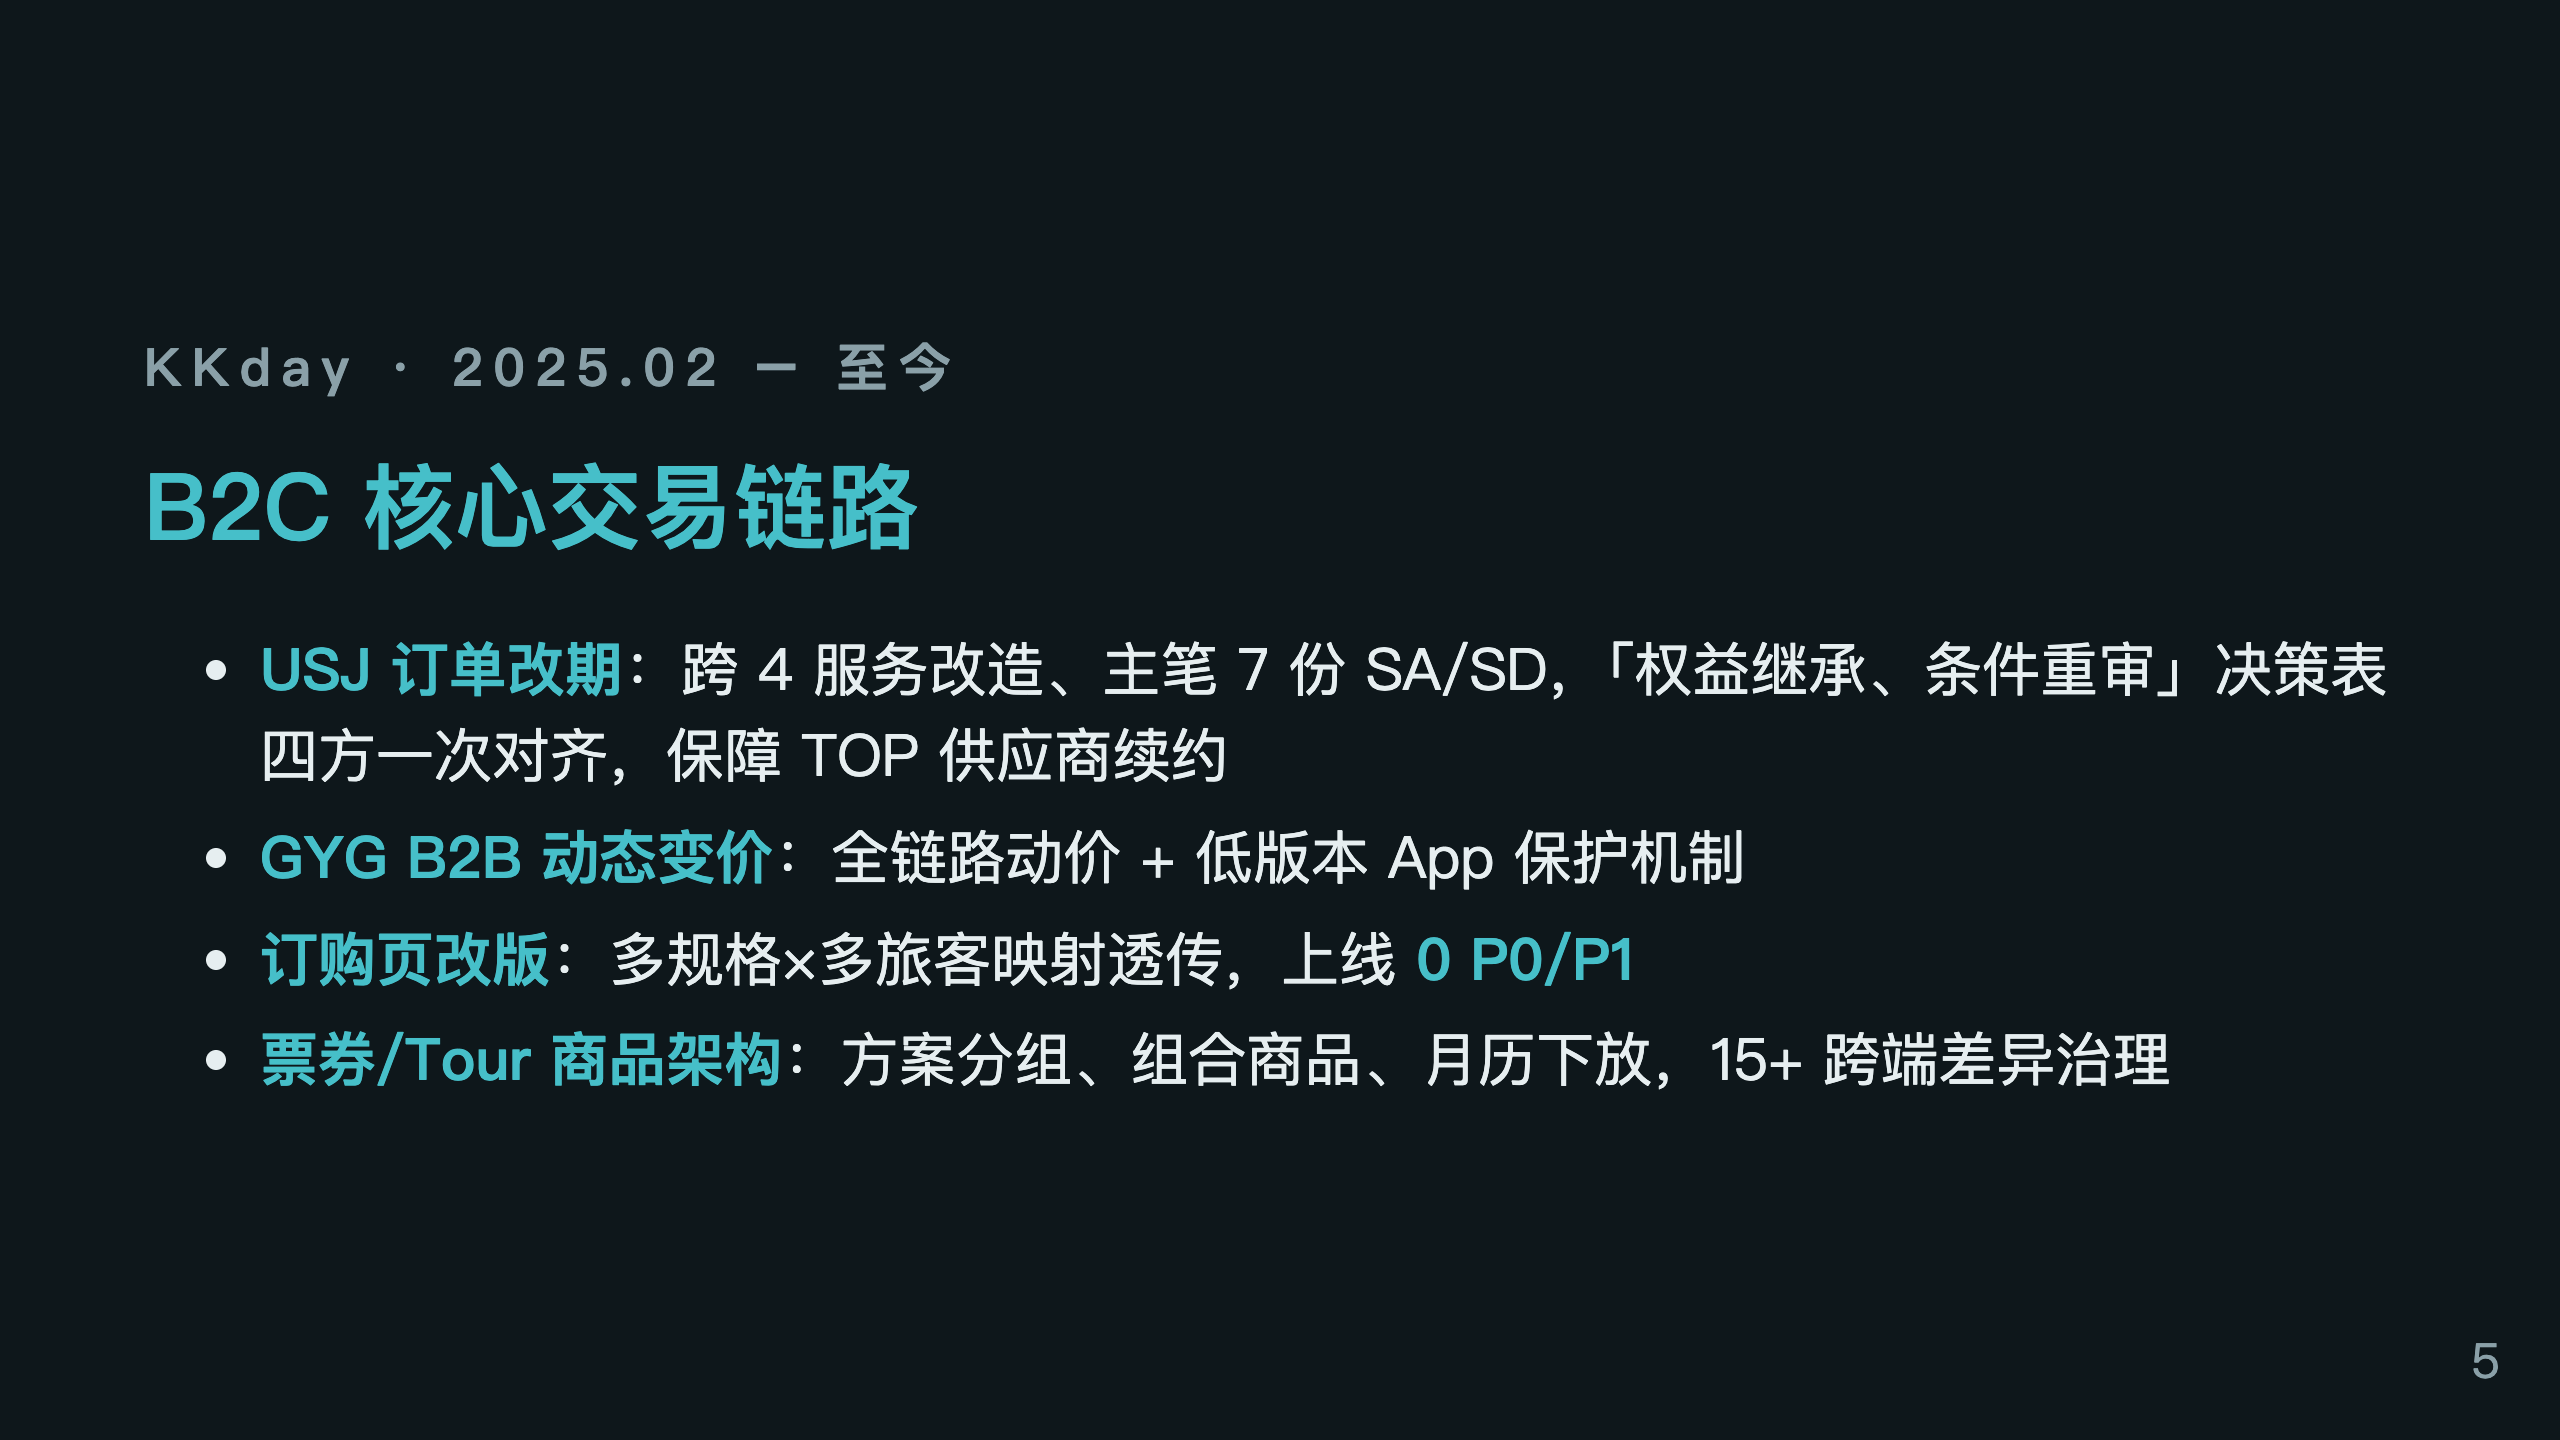 KKday · 2025.02 — 至今
B2C 核心交易链路
• USJ 订单改期：跨 4 服务改造、主笔 7 份 SA/SD，「权益继承、条件重审」决策表
四方一次对齐，保障 TOP 供应商续约
• GYG B2B 动态变价：全链路动价 + 低版本 App 保护机制
• 订购页改版：多规格×多旅客映射透传，上线 0 P0/P1
• 票券/Tour 商品架构：方案分组、组合商品、月历下放，15+ 跨端差异治理
5